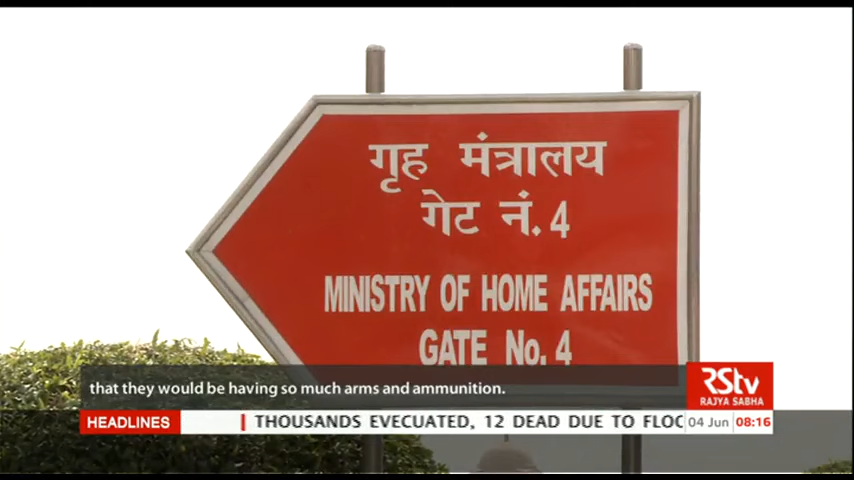 गृह मंत्रालय
गेट नं. 4
MINISTRY OF HOME AFFAIRS
GATE No. 4
that they would be having so much arms and ammunition.
RStv
RAJYA SABHA
HEADLINES
THOUSANDS EVECUATED, 12 DEAD DUE TO FLOC
04 Jun 08:16